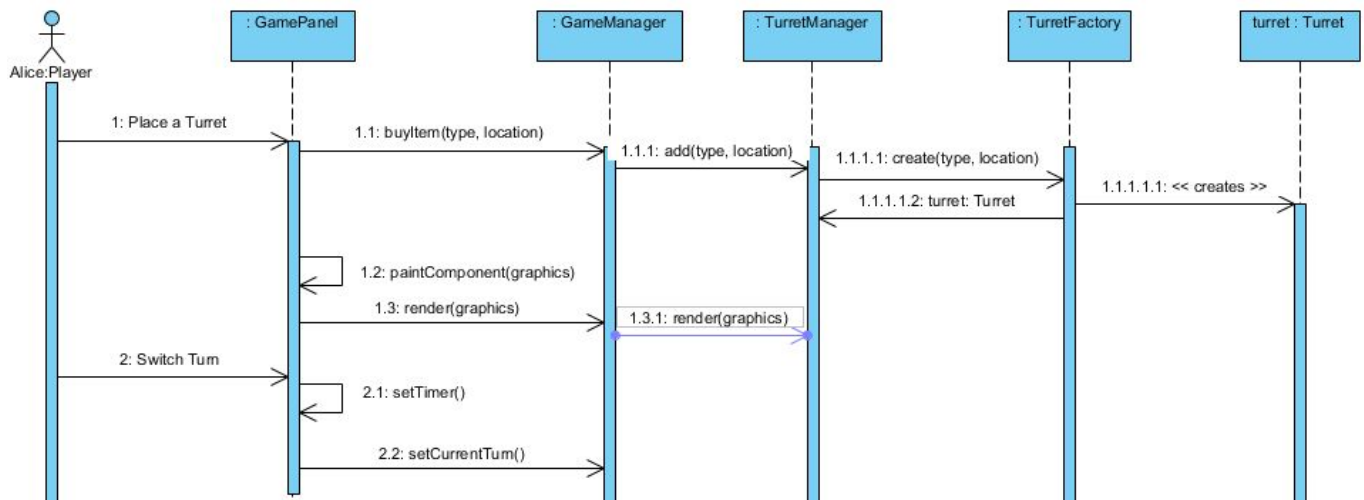 : GamePanel
: GameManager
: TurretManager
: TurretFactory
turret : Turret
Alice:Player
1: Place a Turret
1.1: buyItem(type, location)
1.1.1: add(type, location)
1.1.1.1: create(type, location)
1.1.1.1.1: << creates >>
1.1.1.1.2: turret: Turret
1.2: paintComponent(graphics)
1.3: render(graphics)
1.3.1: render(graphics)
2: Switch Turn
2.1: setTimer()
2.2: setCurrentTurn()